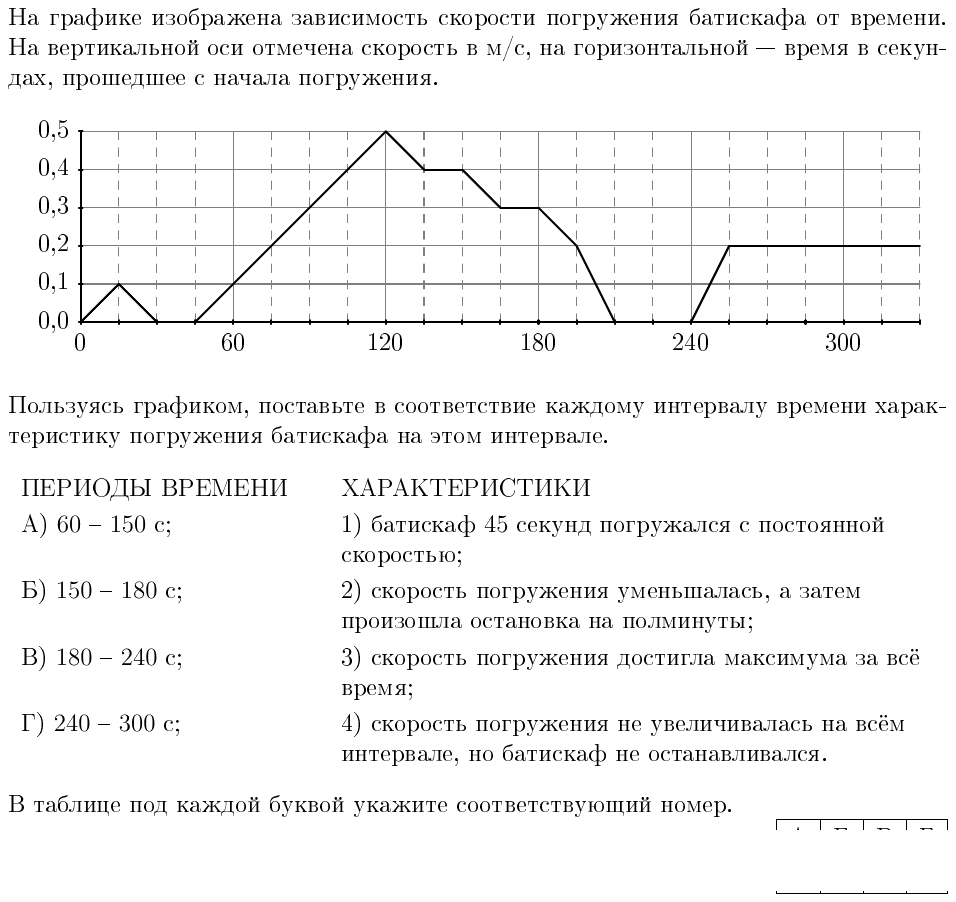 На графике изображена зависимость скорости погружения батискафа от времени.
На вертикальной оси отмечена скорость в м/с, на горизонтальной — время в секун-
дах, прошедшее с начала погружения.
0,5
0,4
0,3
0,2
0,1
0,0
0 60 120 180 240 300
Пользуясь графиком, поставьте в соответствие каждому интервалу времени харак-
теристику погружения батискафа на этом интервале.
ПЕРИОДЫ ВРЕМЕНИ ХАРАКТЕРИСТИКИ
А) 60 – 150 с; 1) батискаф 45 секунд погружался с постоянной
скоростью;
Б) 150 – 180 с; 2) скорость погружения уменьшалась, а затем
произошла остановка на полминуты;
В) 180 – 240 с; 3) скорость погружения достигла максимума за всё
время;
Г) 240 – 300 с; 4) скорость погружения не увеличивалась на всём
интервале, но батискаф не останавливался.
В таблице под каждой буквой укажите соответствующий номер.